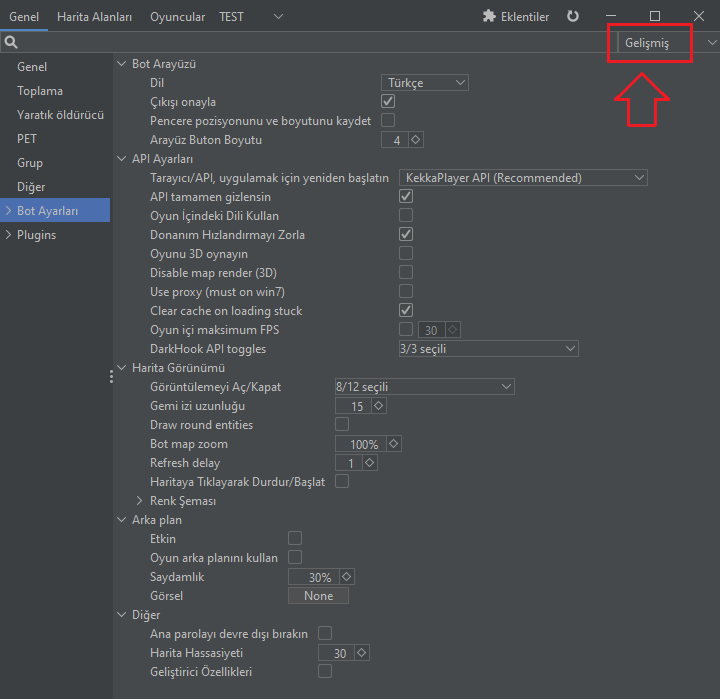 Genel Harita Alanları Oyuncular TEST Eklentiler
Gelişmiş
Genel
Toplama
Yaratık öldürücü
PET
Grup
Diğer
Bot Ayarları
Plugins
Bot Arayüzü
Dil Türkçe
Çıkışı onayla
Pencere pozisyonunu ve boyutunu kaydet
Arayüz Buton Boyutu 4
API Ayarları
Tarayıcı/API, uygulamak için yeniden başlatın KekkaPlayer API (Recommended)
API tamamen gizlensin
Oyun İçindeki Dili Kullan
Donanım Hızlandırmayı Zorla
Oyunu 3D oynayın
Disable map render (3D)
Use proxy (must on win7)
Clear cache on loading stuck
Oyun içi maksimum FPS 30
DarkHook API toggles 3/3 seçili
Harita Görünümü
Görüntülemeyi Aç/Kapat 8/12 seçili
Gemi izi uzunluğu 15
Draw round entities
Bot map zoom 100%
Refresh delay 1
Haritaya Tıklayarak Durdur/Başlat
Renk Şeması
Arka plan
Etkin
Oyun arka planını kullan
Saydamlık 30%
Görsel None
Diğer
Ana parolayı devre dışı bırakın
Harita Hassasiyeti 30
Geliştirici Özellikleri